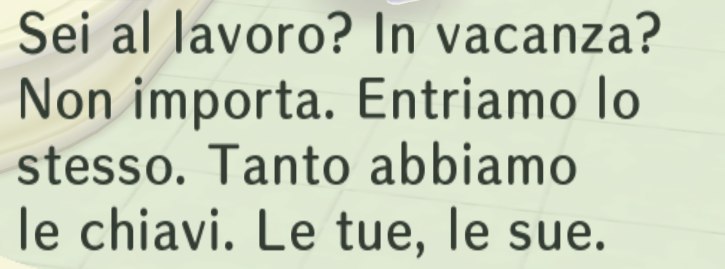 Sei al lavoro? In vacanza?
Non importa. Entriamo lo
stesso. Tanto abbiamo
le chiavi. Le tue, le sue.